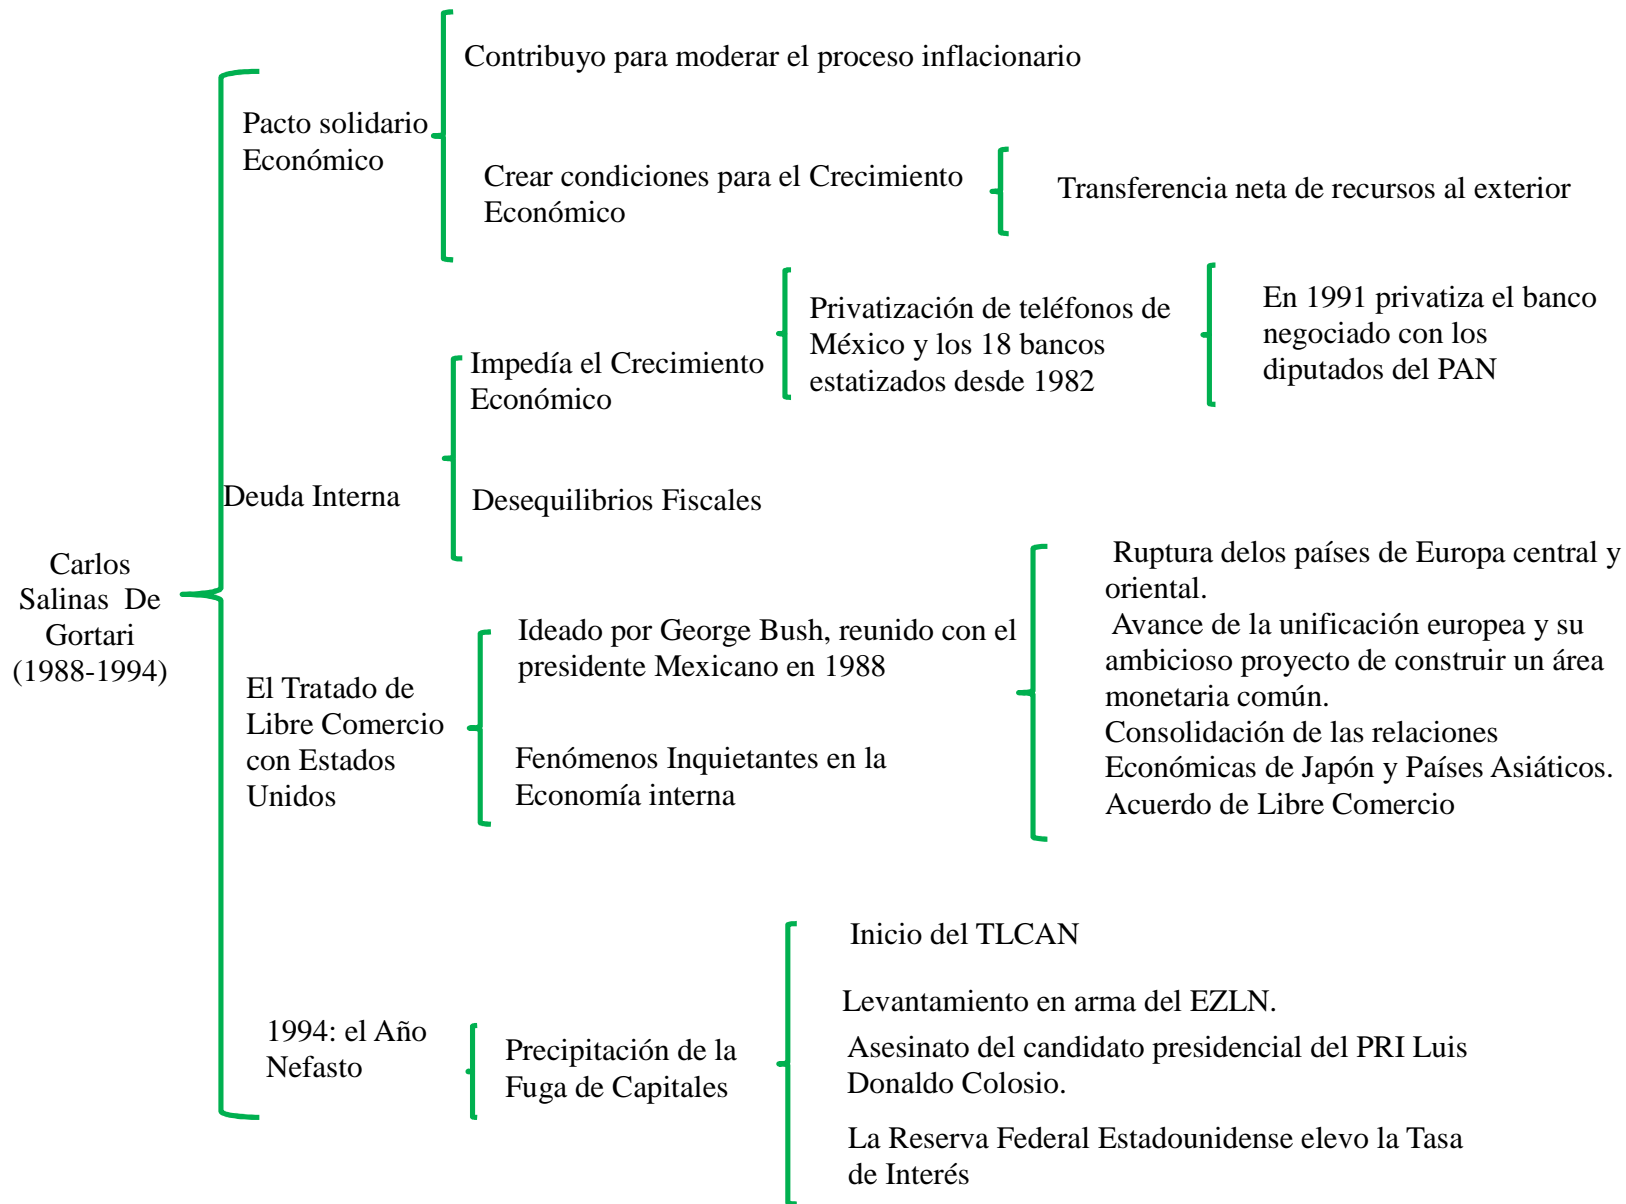 Carlos
Salinas  De
Gortari
(1988-1994)
Pacto solidario
Económico
Contribuyo para moderar el proceso inflacionario
Crear condiciones para el Crecimiento
Económico
Transferencia neta de recursos al exterior
Deuda Interna
Impedía el Crecimiento
Económico
Privatización de teléfonos de
México y los 18 bancos
estatizados desde 1982
En 1991 privatiza el banco
negociado con los
diputados del PAN
Desequilibrios Fiscales
El Tratado de
Libre Comercio
con Estados
Unidos
Ideado por George Bush, reunido con el
presidente Mexicano en 1988
Fenómenos Inquietantes en la
Economía interna
Ruptura delos países de Europa central y
oriental.
Avance de la unificación europea y su
ambicioso proyecto de construir un área
monetaria común.
Consolidación de las relaciones
Económicas de Japón y Países Asiáticos.
Acuerdo de Libre Comercio
1994: el Año
Nefasto
Precipitación de la
Fuga de Capitales
Inicio del TLCAN
Levantamiento en arma del EZLN.
Asesinato del candidato presidencial del PRI Luis
Donaldo Colosio.
La Reserva Federal Estadounidense elevo la Tasa
de Interés